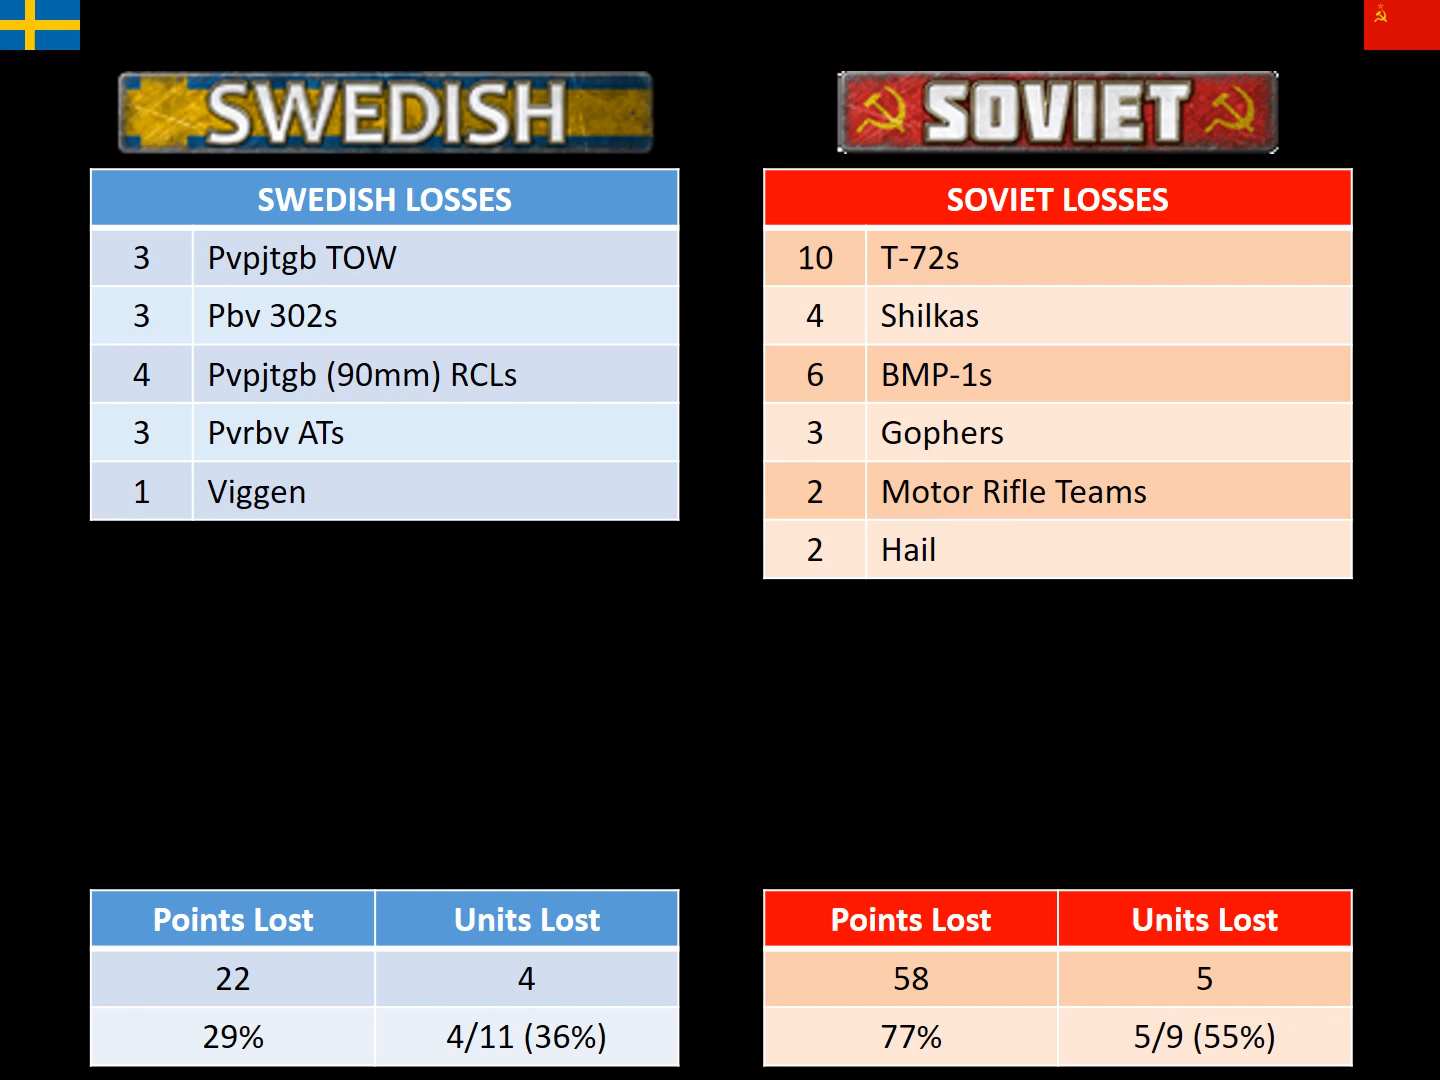 SWEDISH
SWEDISH LOSSES
3 Pvpjtgb TOW
3 Pbv 302s
4 Pvpjtgb (90mm) RCLs
3 Pvrbv ATs
1 Viggen
Points Lost Units Lost
22 4
29% 4/11 (36%)
SOVIET
SOVIET LOSSES
10 T-72s
4 Shilkas
6 BMP-1s
3 Gophers
2 Motor Rifle Teams
2 Hail
Points Lost Units Lost
58 5
77% 5/9 (55%)